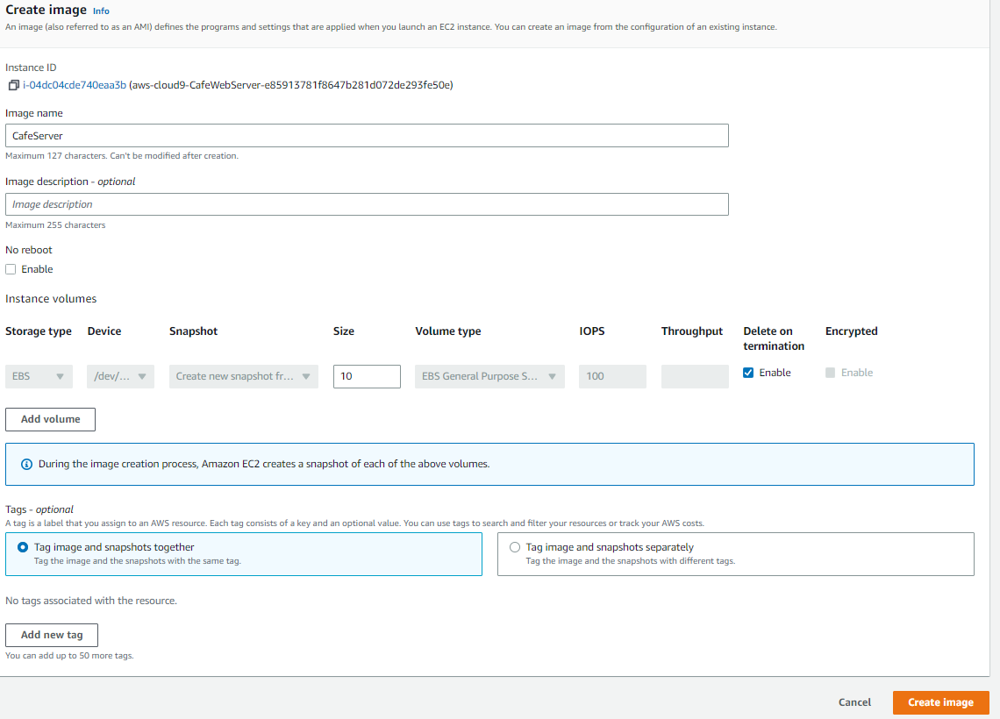 Create image Info
An image (also referred to as an AMI) defines the programs and settings that are applied when you launch an EC2 instance. You can create an image from the configuration of an existing instance.
Instance ID
i-04dc04cde740eaa3b (aws-cloud9-CafeWebServer-e85913781f8647b281d072de293fe50e)
Image name
CafeServer
Maximum 127 characters. Can't be modified after creation.
Image description - optional
Image description
Maximum 255 characters
No reboot
Enable
Instance volumes
Storage type Device Snapshot Size Volume type IOPS Throughput Delete on termination Encrypted
EBS /dev/... Create new snapshot fr... 10 EBS General Purpose S... 100 Enable Enable
Add volume
During the image creation process, Amazon EC2 creates a snapshot of each of the above volumes.
Tags - optional
A tag is a label that you assign to an AWS resource. Each tag consists of a key and an optional value. You can use tags to search and filter your resources or track your AWS costs.
Tag image and snapshots together
Tag the image and the snapshots with the same tag.
Tag image and snapshots separately
Tag the image and the snapshots with different tags.
No tags associated with the resource.
Add new tag
You can add up to 50 more tags.
Cancel Create image